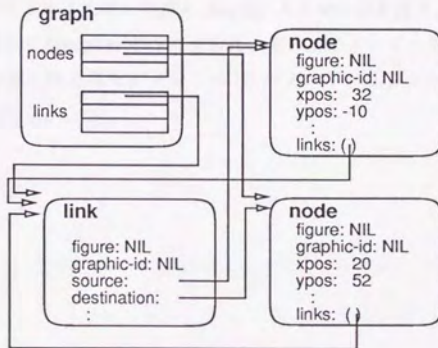 graph
nodes
links
node
figure: NIL
graphic-id: NIL
xpos: 32
ypos: -10
:
links: ( )
link
figure: NIL
graphic-id: NIL
source:
destination:
:
node
figure: NIL
graphic-id: NIL
xpos: 20
ypos: 52
:
links: ( )